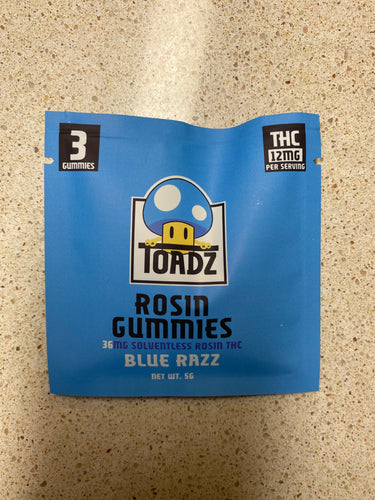 3
GUMMIES
THC
12MG
PER SERVING
TOADZ
ROSIN
GUMMIES
36MG SOLVENTLESS ROSIN THC
BLUE RAZZ
NET WT. 5G